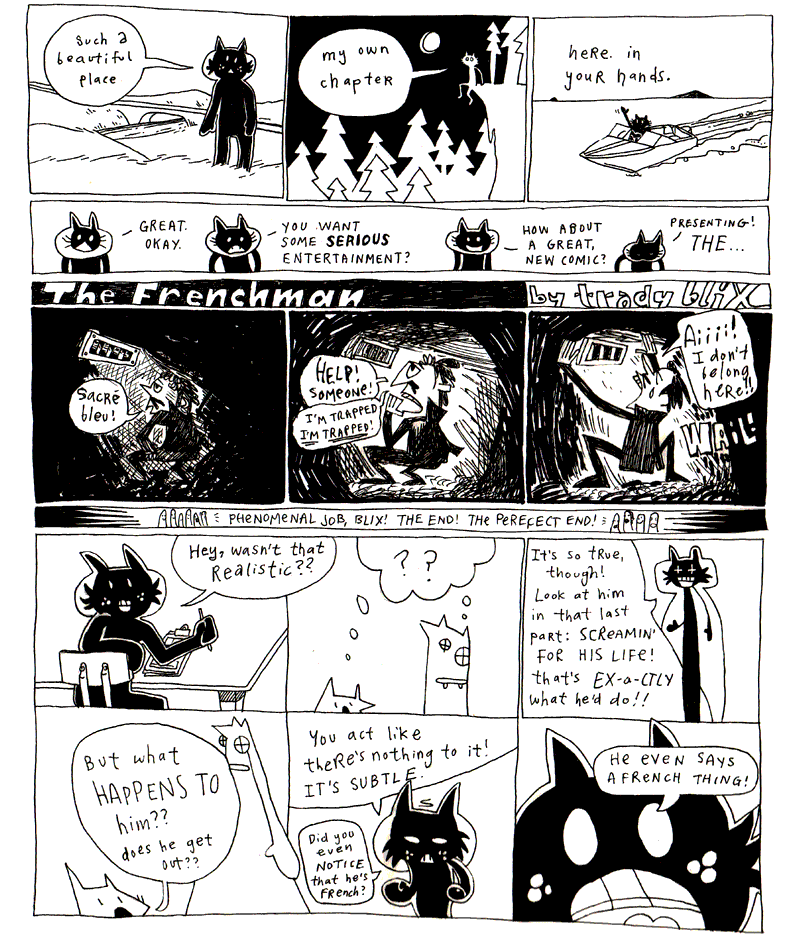 Such a
beautiful
place
my own
chapter
here. in
your hands.
GREAT.
OKAY.
YOU WANT
SOME SERIOUS
ENTERTAINMENT?
HOW ABOUT
A GREAT,
NEW COMIC?
PRESENTING!
THE...
The Frenchman
by trady blix
Sacré
bleu!
HELP!
SOMEONE!
I'M TRAPPED
I'M TRAPPED!
Aiiii!
I don't
belong
here!!
WAIL!
AAAAAA PHENOMENAL JOB, BLIX! THE END! THE PEREFECT END!
Hey, wasn't that
Realistic??
? ?
It's so true,
though!
Look at him
in that last
part: SCREAMIN'
FOR HIS LIFE!
that's EX-a-CTLY
what he'd do!!
But what
HAPPENS TO
him??
does he get
out??
You act like
there's nothing to it!
IT'S SUBTLE.
Did you
even
NOTICE
that he's
French?
HE EVEN SAYS
A FRENCH THING!